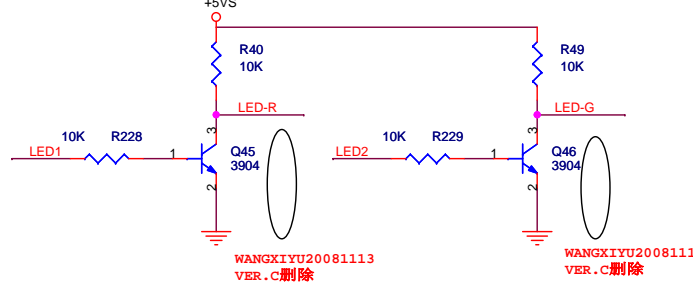 +5VS
R40
10K
R49
10K
LED-R
LED-G
3
3
10K
R228
10K
R229
LED1
1
Q45
3904
LED2
1
Q46
3904
2
2
WANGXIYU20081113
VER.C删除
WANGXIYU2008111
VER.C删除